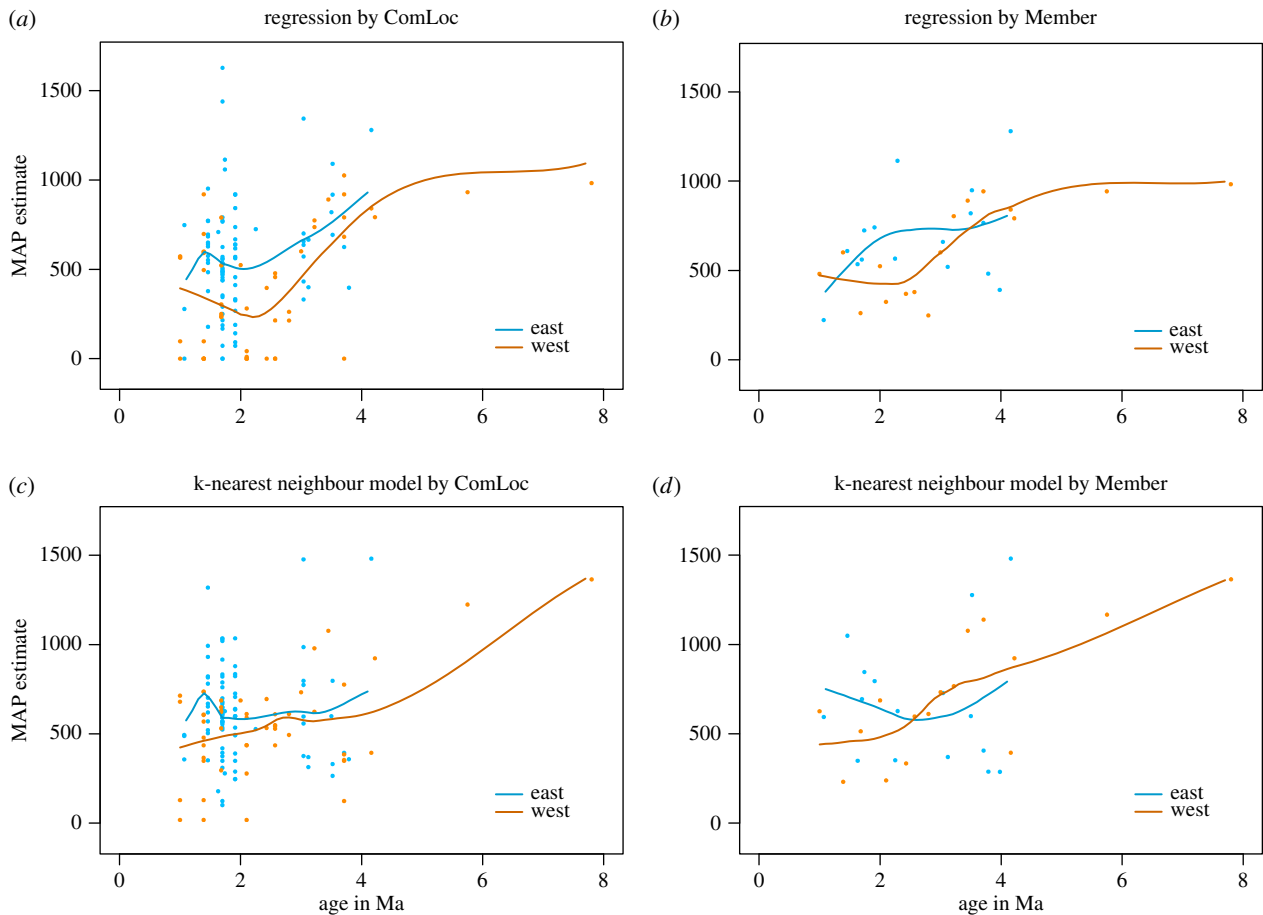 (a) regression by ComLoc
MAP estimate
1500
1000
500
0
0 2 4 6 8
east
west
(b) regression by Member
1500
1000
500
0
0 2 4 6 8
east
west
(c) k-nearest neighbour model by ComLoc
MAP estimate
1500
1000
500
0
0 2 4 6 8
age in Ma
east
west
(d) k-nearest neighbour model by Member
1500
1000
500
0
0 2 4 6 8
age in Ma
east
west